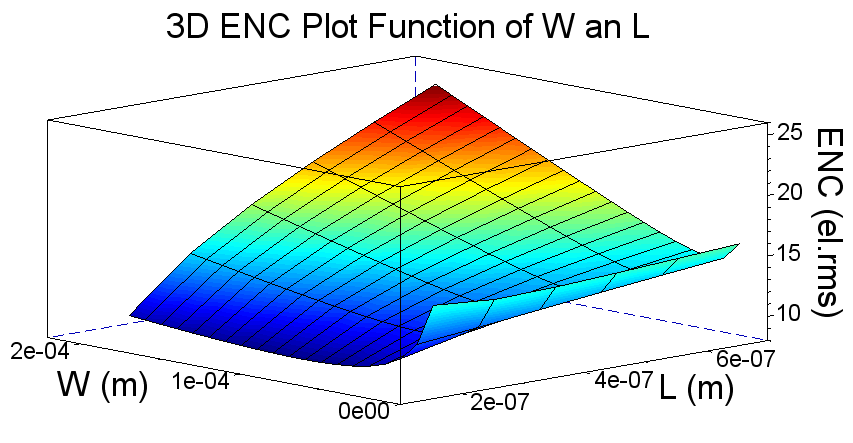 3D ENC Plot Function of W an L
25
20
15
10
ENC (el.rms)
2e-04
1e-04
0e00
W (m)
2e-07
4e-07
6e-07
L (m)